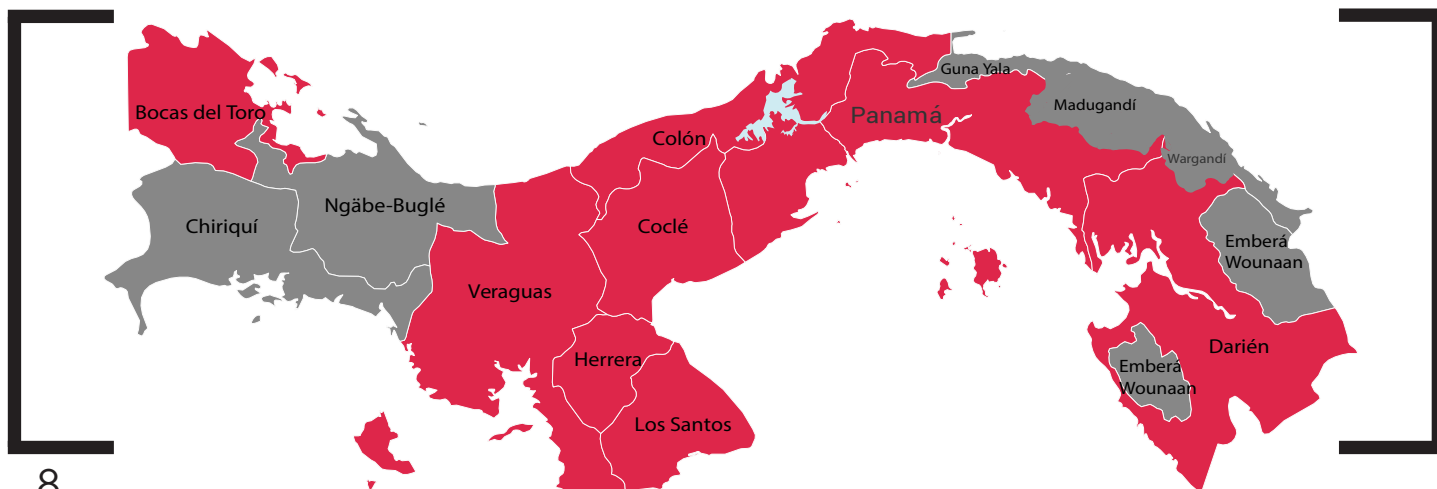 Guna Yala
Madugandí
Bocas del Toro
Panamá
Colón
Wargandí
Ngäbe-Buglé
Chiriquí
Coclé
Emberá
Wounaan
Veraguas
Herrera
Darién
Emberá
Wounaan
Los Santos
8